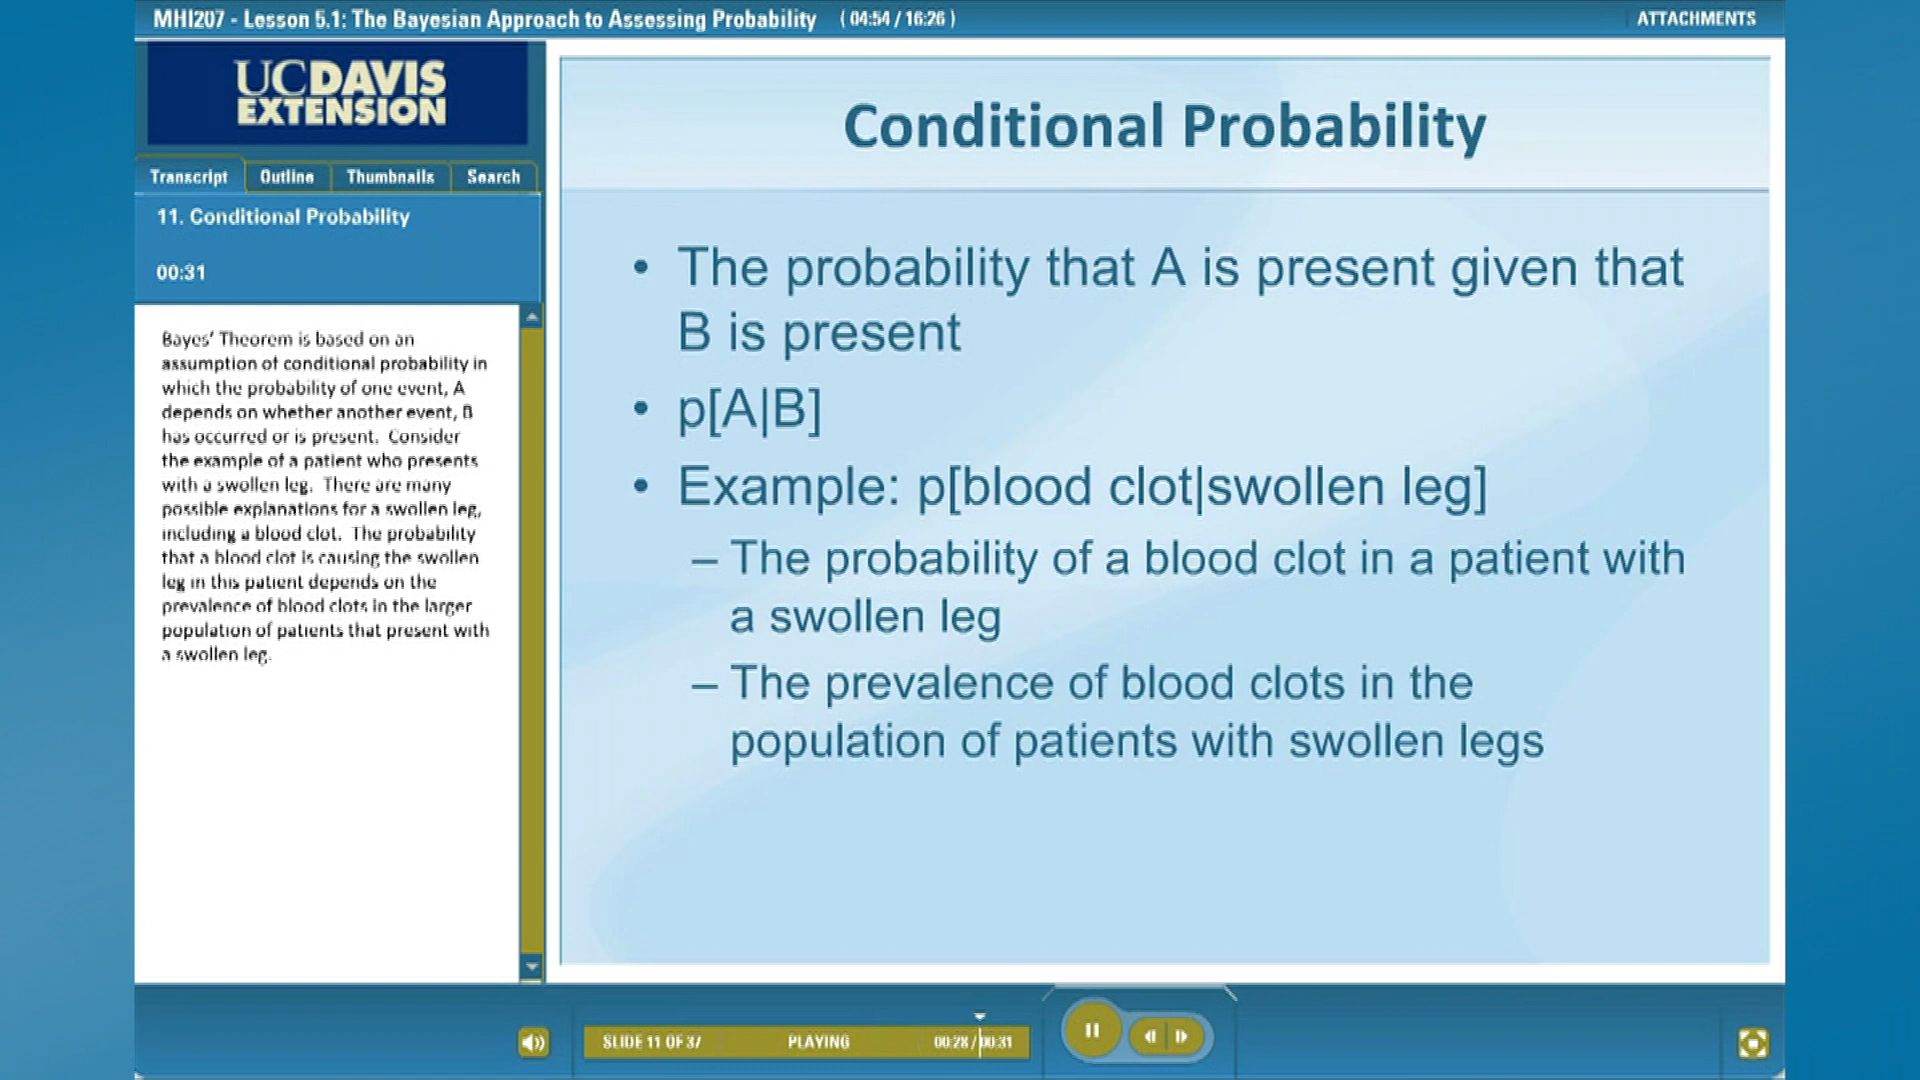 MHI207 - Lesson 5.1: The Bayesian Approach to Assessing Probability ( 04:54 / 16:26 )
ATTACHMENTS
UCDAVIS
EXTENSION
Transcript Outline Thumbnails Search
11. Conditional Probability
00:31
Bayes' Theorem is based on an
assumption of conditional probability in
which the probability of one event, A
depends on whether another event, B
has occurred or is present. Consider
the example of a patient who presents
with a swollen leg. There are many
possible explanations for a swollen leg,
including a blood clot. The probability
that a blood clot is causing the swollen
leg in this patient depends on the
prevalence of blood clots in the larger
population of patients that present with
a swollen leg.
Conditional Probability
• The probability that A is present given that
B is present
• p[A|B]
• Example: p[blood clot|swollen leg]
– The probability of a blood clot in a patient with
a swollen leg
– The prevalence of blood clots in the
population of patients with swollen legs
SLIDE 11 OF 37 PLAYING 00:28 / 00:31